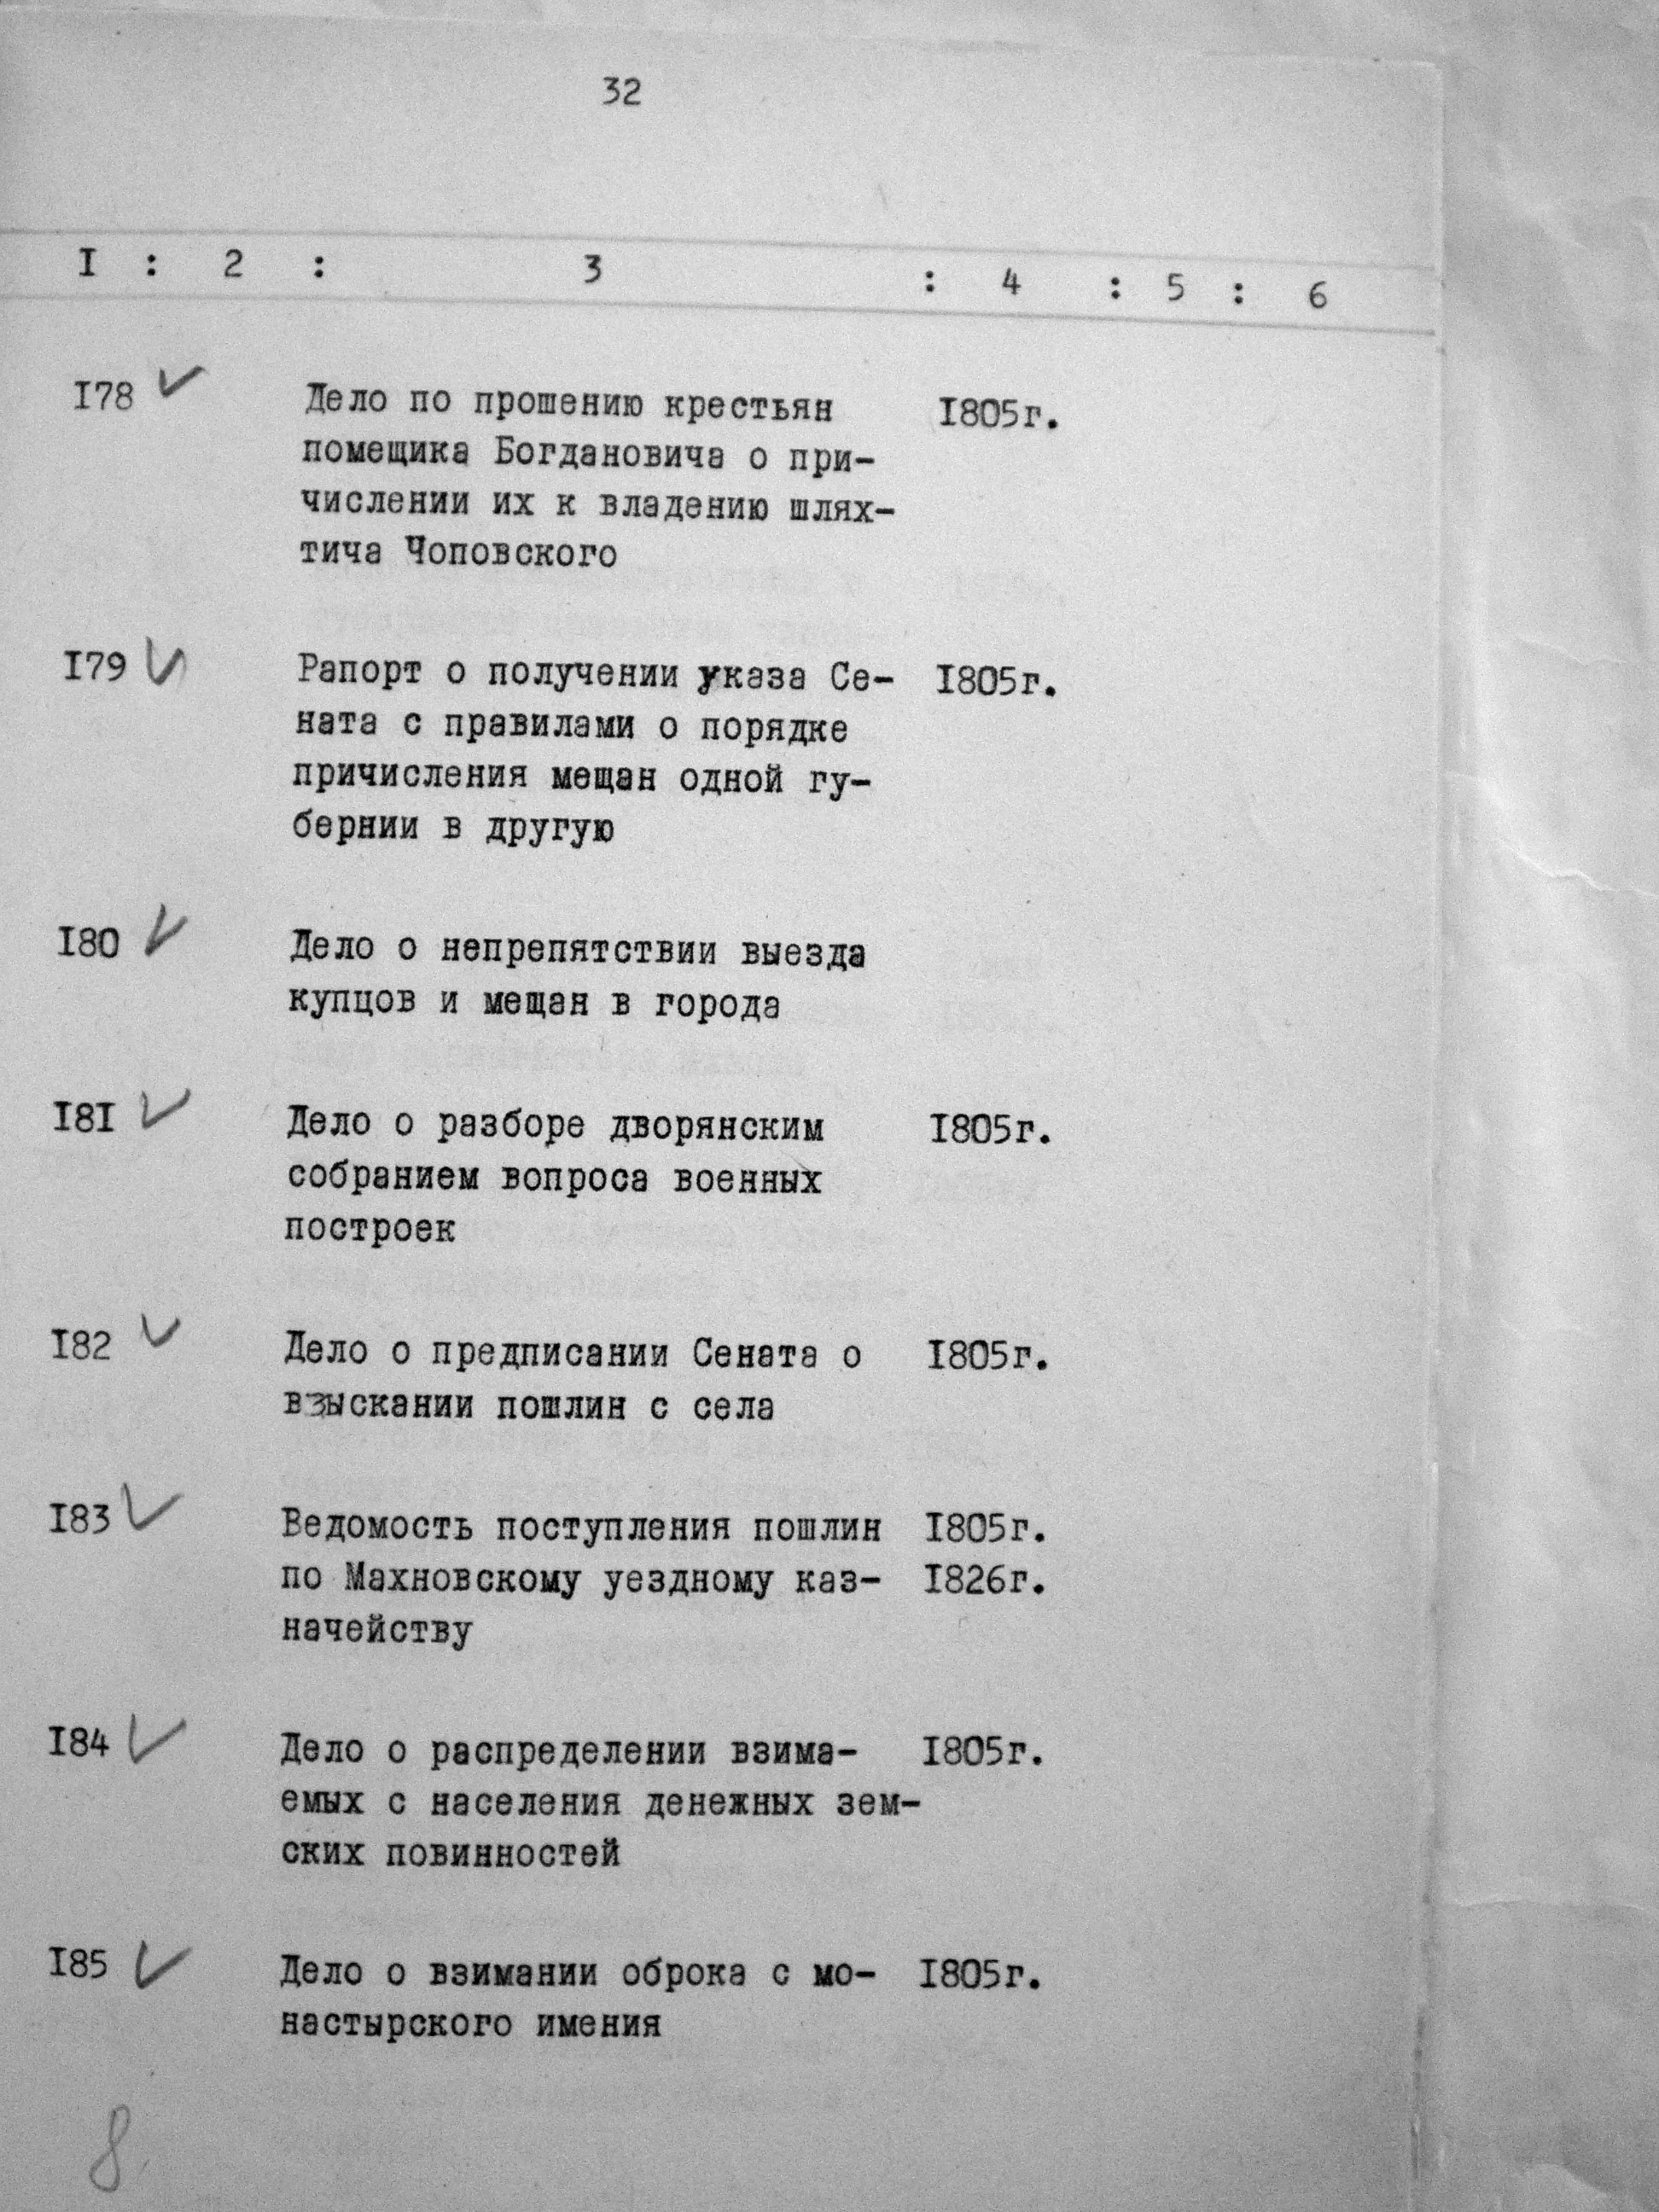 32
I : 2 : 3 : 4 : 5 : 6
I78 ✓ Дело по прошению крестьян I805г.
помещика Богдановича о при-
числении их к владению шлях-
тича Чоповского
I79 ✓ Рапорт о получении указа Се- I805г.
ната с правилами о порядке
причисления мещан одной гу-
бернии в другую
I80 ✓ Дело о непрепятствии выезда
купцов и мещан в города
I8I ✓ Дело о разборе дворянским I805г.
собранием вопроса военных
построек
I82 ✓ Дело о предписании Сената о I805г.
взыскании пошлин с села
I83 ✓ Ведомость поступления пошлин I805г.
по Махновскому уездному каз- I826г.
начейству
I84 ✓ Дело о распределении взима- I805г.
емых с населения денежных зем-
ских повинностей
I85 ✓ Дело о взимании оброка с мо- I805г.
настырского имения
8.